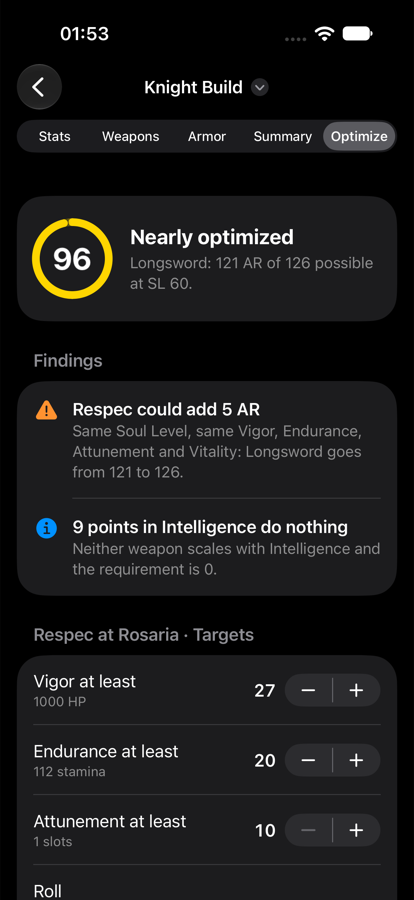 01:53
Knight Build
Stats Weapons Armor Summary Optimize
96
Nearly optimized
Longsword: 121 AR of 126 possible
at SL 60.
Findings
Respec could add 5 AR
Same Soul Level, same Vigor, Endurance,
Attunement and Vitality: Longsword goes
from 121 to 126.
9 points in Intelligence do nothing
Neither weapon scales with Intelligence and
the requirement is 0.
Respec at Rosaria · Targets
Vigor at least
1000 HP
27
Endurance at least
112 stamina
20
Attunement at least
1 slots
10
Roll